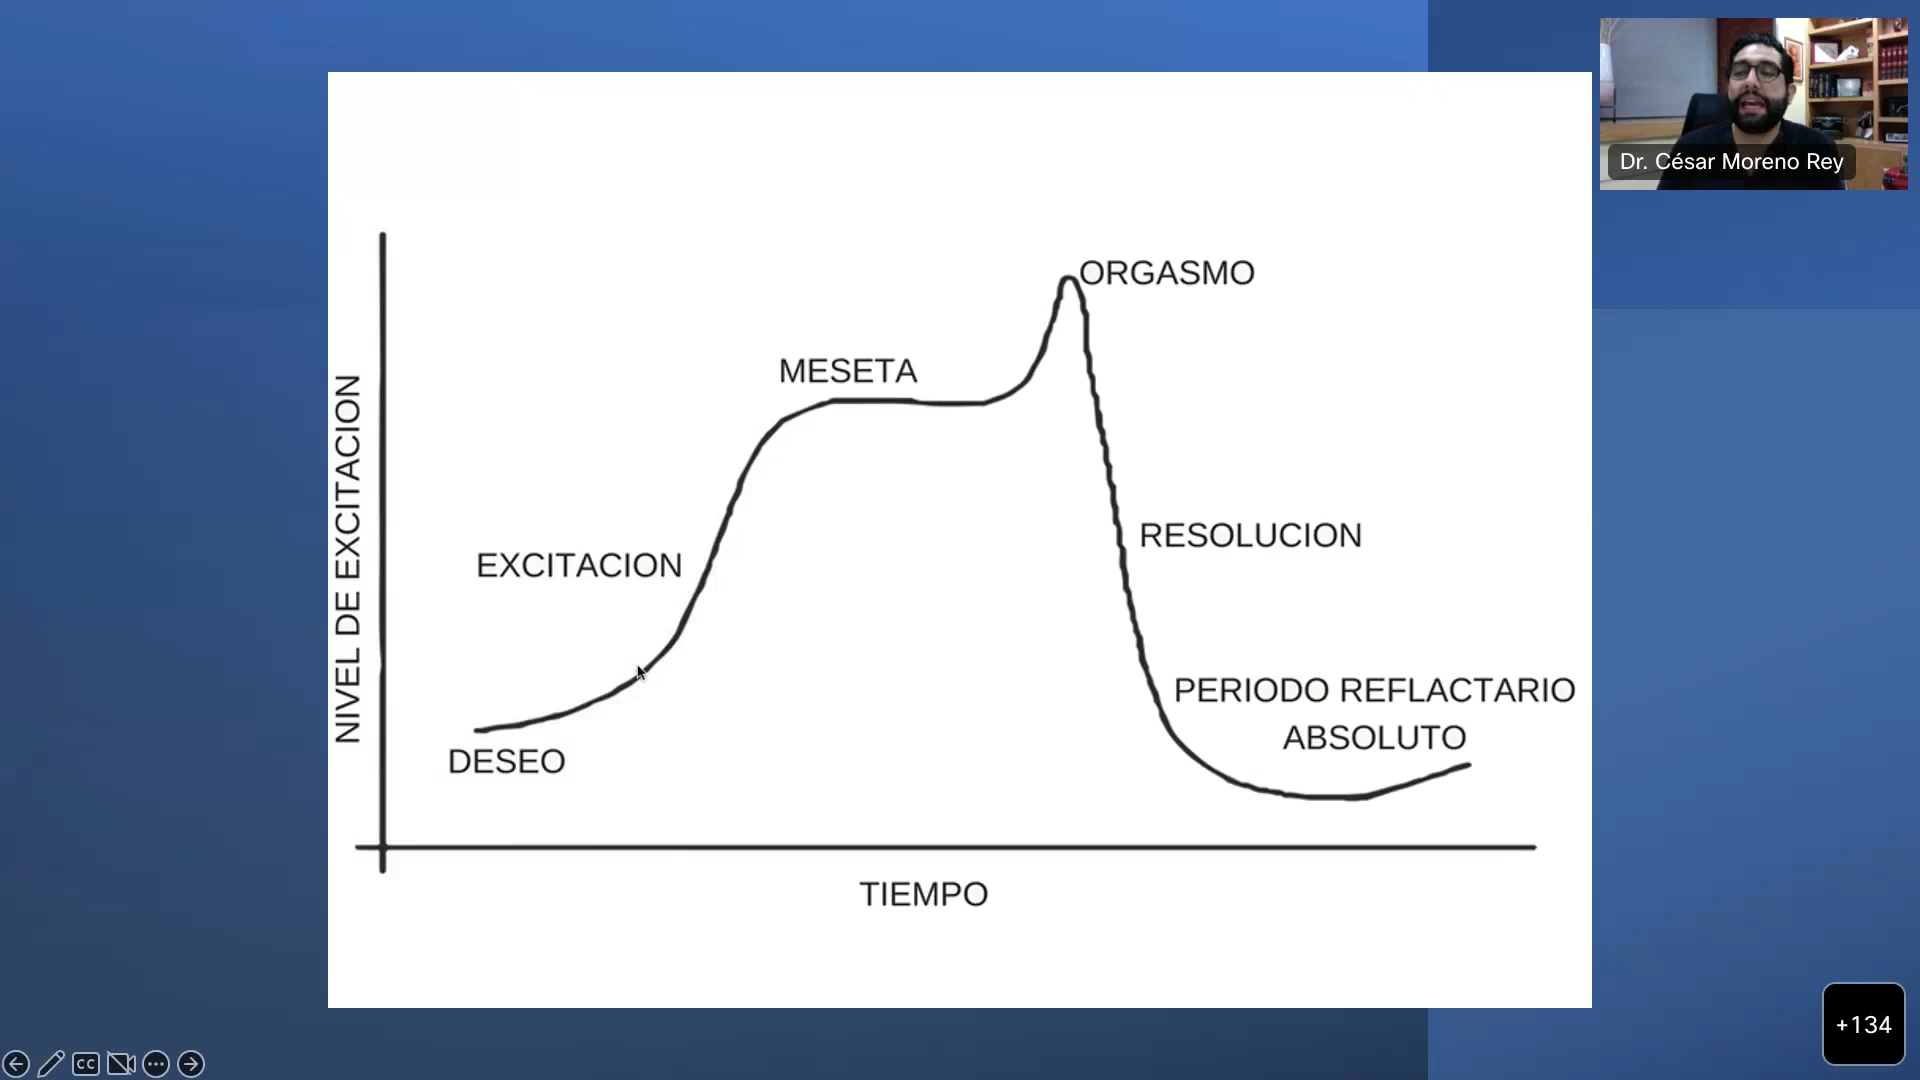 Dr. César Moreno Rey
ORGASMO
MESETA
NIVEL DE EXCITACION
EXCITACION
RESOLUCION
PERIODO REFLACTARIO
ABSOLUTO
DESEO
TIEMPO
+134
CC